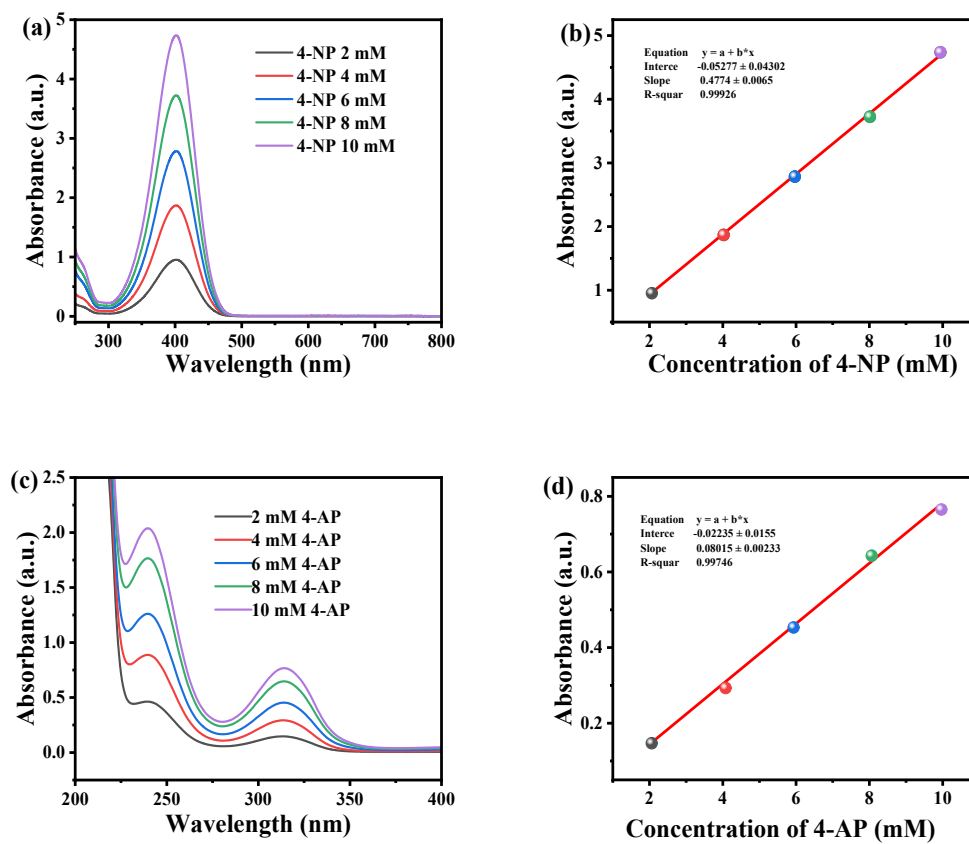 (a)
5
4
3
2
1
0
Absorbance (a.u.)
4-NP 2 mM
4-NP 4 mM
4-NP 6 mM
4-NP 8 mM
4-NP 10 mM
300 400 500 600 700 800
Wavelength (nm)
(b)
5
4
3
2
1
Absorbance (a.u.)
Equation y = a + b*x
Interce -0.05277 ± 0.04302
Slope 0.4774 ± 0.0065
R-squar 0.99926
2 4 6 8 10
Concentration of 4-NP (mM)
(c)
2.5
2.0
1.5
1.0
0.5
0.0
Absorbance (a.u.)
2 mM 4-AP
4 mM 4-AP
6 mM 4-AP
8 mM 4-AP
10 mM 4-AP
200 250 300 350 400
Wavelength (nm)
(d)
0.8
0.6
0.4
0.2
Absorbance (a.u.)
Equation y = a + b*x
Interce -0.02235 ± 0.0155
Slope 0.08015 ± 0.00233
R-squar 0.99746
2 4 6 8 10
Concentration of 4-AP (mM)